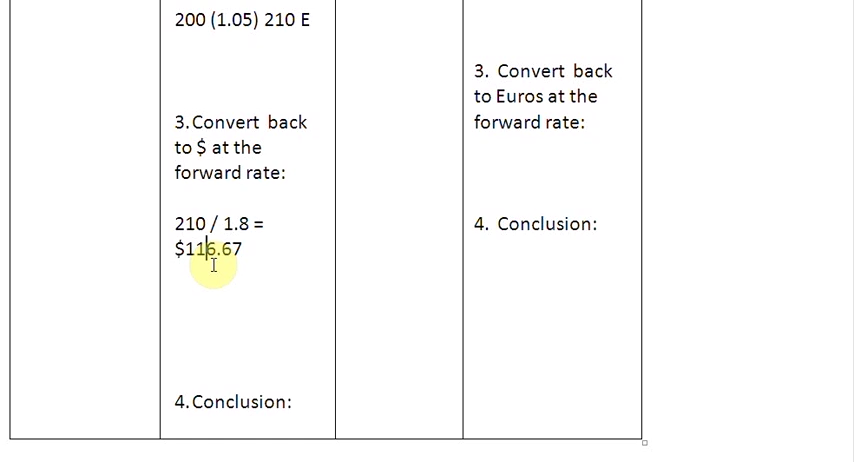 200 (1.05) 210 E
3.Convert back
to $ at the
forward rate:
210 / 1.8 =
$116.67
4.Conclusion:
3. Convert back
to Euros at the
forward rate:
4. Conclusion: